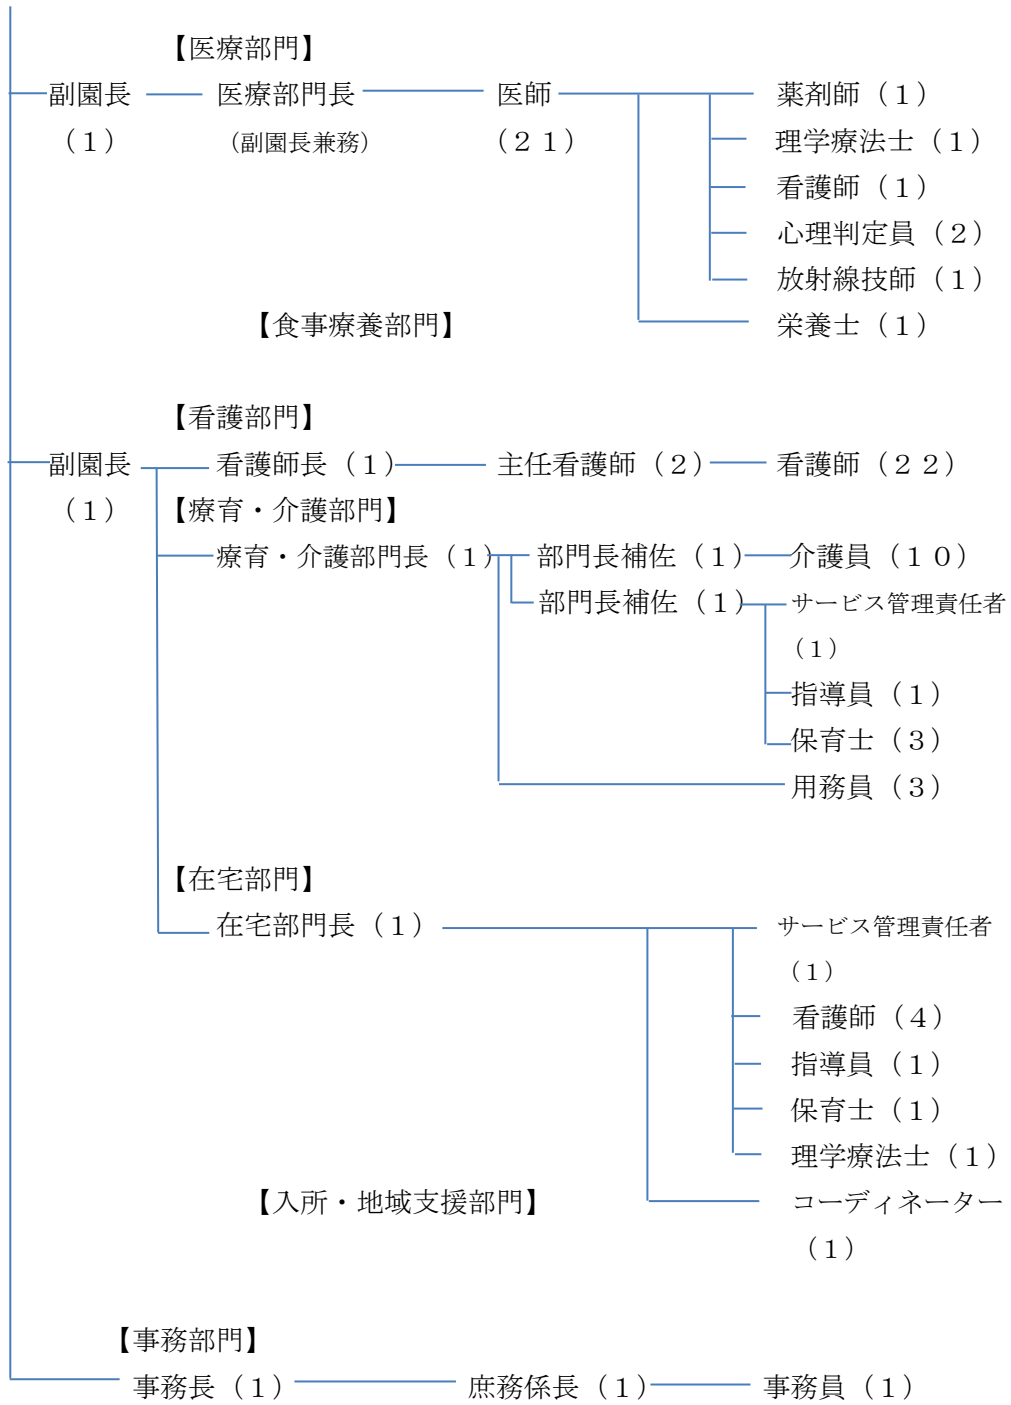 【医療部門】
副園長 医療部門長 医師 薬剤師（１）
（１） （副園長兼務） （２１） 理学療法士（１）
看護師（１）
心理判定員（２）
放射線技師（１）
【食事療養部門】 栄養士（１）
【看護部門】
副園長 看護師長（１） 主任看護師（２） 看護師（２２）
（１） 【療育・介護部門】
療育・介護部門長（１） 部門長補佐（１） 介護員（１０）
部門長補佐（１） サービス管理責任者
（１）
指導員（１）
保育士（３）
用務員（３）
【在宅部門】
在宅部門長（１） サービス管理責任者
（１）
看護師（４）
指導員（１）
保育士（１）
理学療法士（１）
【入所・地域支援部門】 コーディネーター
（１）
【事務部門】
事務長（１） 庶務係長（１） 事務員（１）